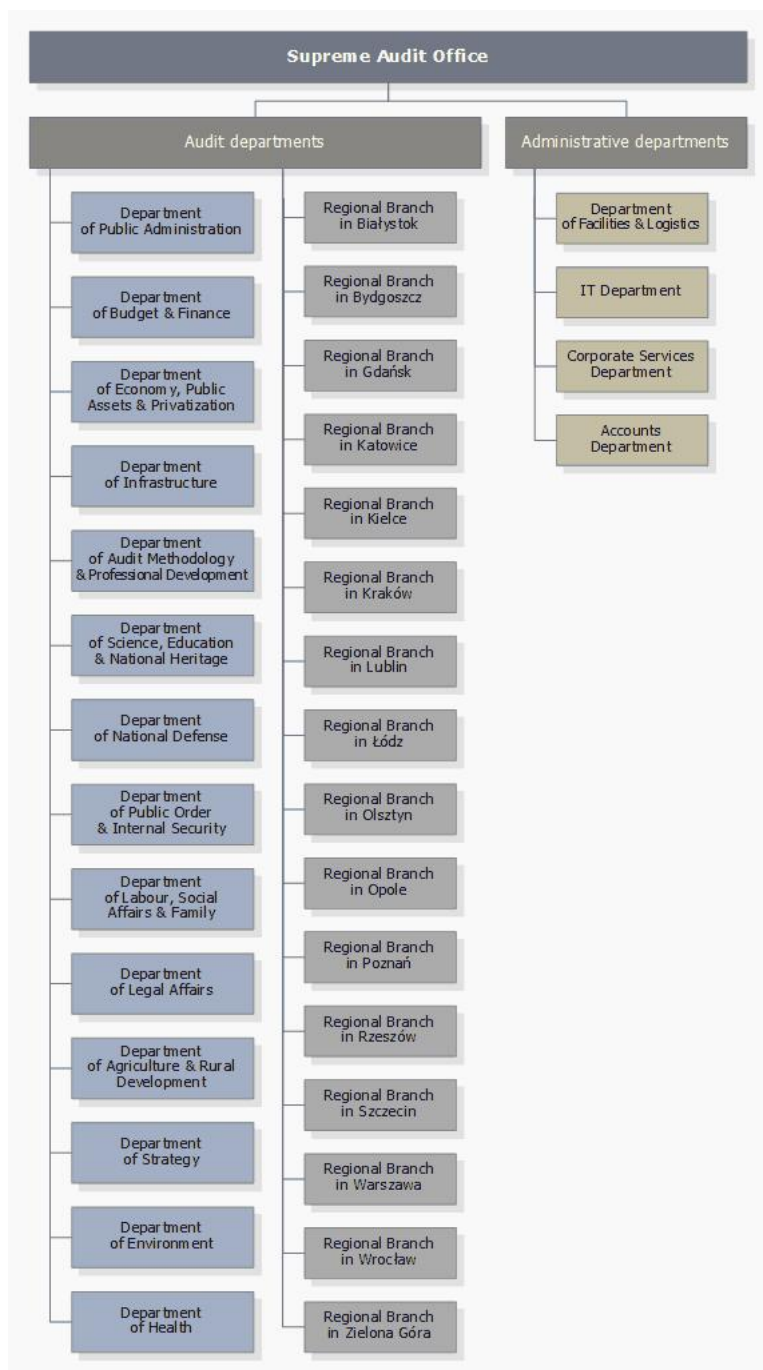 Supreme Audit Office
Audit departments
Administrative departments
Department
of Public Administration
Department
of Budget & Finance
Department
of Economy, Public
Assets & Privatization
Department
of Infrastructure
Department
of Audit Methodology
& Professional Development
Department
of Science, Education
& National Heritage
Department
of National Defense
Department
of Public Order
& Internal Security
Department
of Labour, Social
Affairs & Family
Department
of Legal Affairs
Department
of Agriculture & Rural
Development
Department
of Strategy
Department
of Environment
Department
of Health
Regional Branch
in Białystok
Regional Branch
in Bydgoszcz
Regional Branch
in Gdańsk
Regional Branch
in Katowice
Regional Branch
in Kielce
Regional Branch
in Kraków
Regional Branch
in Lublin
Regional Branch
in Łódź
Regional Branch
in Olsztyn
Regional Branch
in Opole
Regional Branch
in Poznań
Regional Branch
in Rzeszów
Regional Branch
in Szczecin
Regional Branch
in Warszawa
Regional Branch
in Wrocław
Regional Branch
in Zielona Góra
Department
of Facilities & Logistics
IT Department
Corporate Services
Department
Accounts
Department